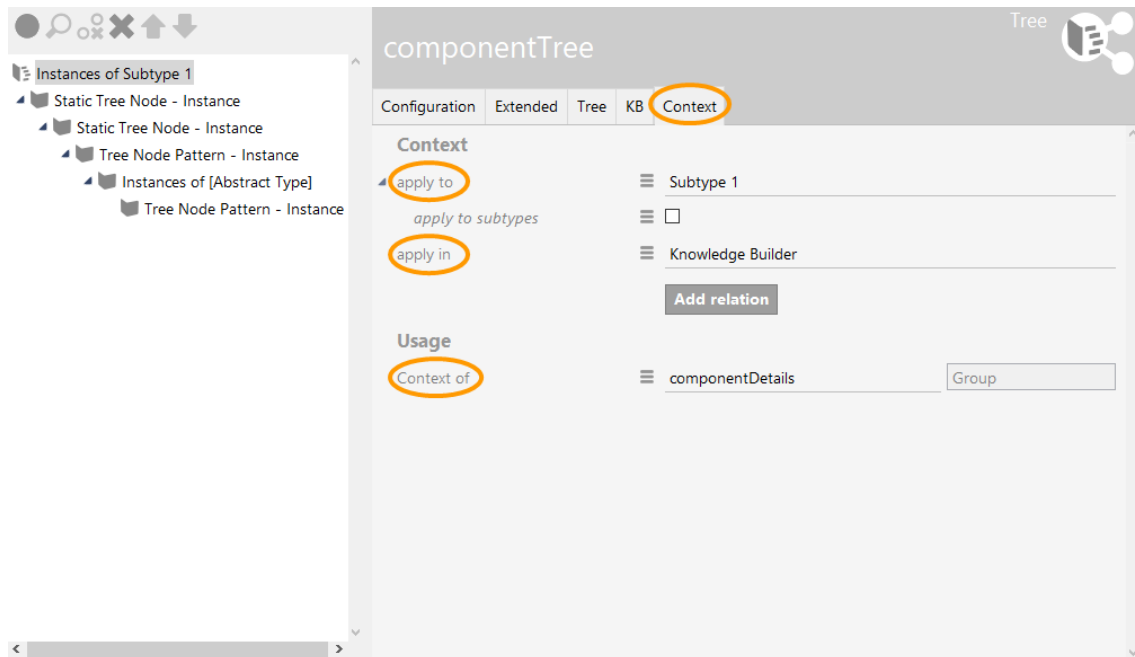 Tree
componentTree
Instances of Subtype 1
Static Tree Node - Instance
Static Tree Node - Instance
Tree Node Pattern - Instance
Instances of [Abstract Type]
Tree Node Pattern - Instance
Configuration Extended Tree KB Context
Context
apply to Subtype 1
apply to subtypes
apply in Knowledge Builder
Add relation
Usage
Context of componentDetails Group